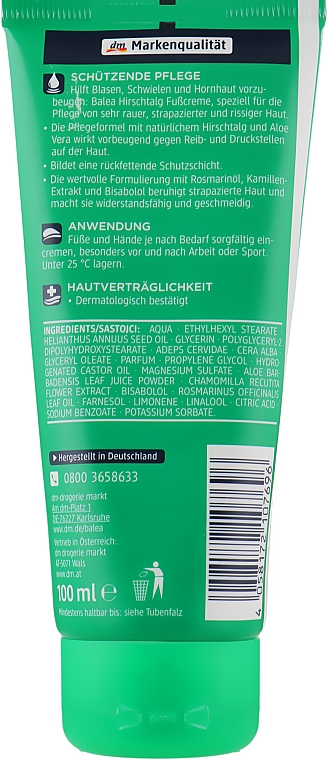 dm Markenqualität
SCHÜTZENDE PFLEGE
• Hilft Blasen, Schwielen und Hornhaut vorzu-
beugen: Balea Hirschtalg Fußcreme, speziell für die
Pflege von sehr rauer, strapazierter und rissiger Haut.
• Die Pflegeformel mit natürlichem Hirschtalg und Aloe
Vera wirkt vorbeugend gegen Reib- und Druckstellen
auf der Haut.
• Bildet eine rückfettende Schutzschicht.
• Die wertvolle Formulierung mit Rosmarinöl, Kamillen-
Extrakt und Bisabolol beruhigt strapazierte Haut und
macht sie widerstandsfähig und geschmeidig.
ANWENDUNG
Füße und Hände je nach Bedarf sorgfältig ein-
cremen, besonders vor und nach Arbeit oder Sport.
Unter 25 °C lagern.
HAUTVERTRÄGLICHKEIT
• Dermatologisch bestätigt
INGREDIENTS/SASTOJCI: AQUA · ETHYLHEXYL STEARATE
HELIANTHUS ANNUUS SEED OIL · GLYCERIN · POLYGLYCERYL-2
DIPOLYHYDROXYSTEARATE · ADEPS CERVIDAE · CERA ALBA
GLYCERYL OLEATE · PARFUM · PROPYLENE GLYCOL · HYDRO-
GENATED CASTOR OIL · MAGNESIUM SULFATE · ALOE BAR-
BADENSIS LEAF JUICE POWDER · CHAMOMILLA RECUTITA
FLOWER EXTRACT · BISABOLOL · ROSMARINUS OFFICINALIS
LEAF OIL · FARNESOL · LIMONENE · LINALOOL · CITRIC ACID ·
SODIUM BENZOATE · POTASSIUM SORBATE.
Hergestellt in Deutschland
0800 3658633
dm-drogerie markt
Am dm-Platz 1
DE-76227 Karlsruhe
www.dm.de/balea
Vertrieb in Österreich:
dm drogerie markt
AT-5071 Wals
www.dm.at
100 ml ℮
Mindestens haltbar bis: siehe Tubenfalz
4 058172 107696